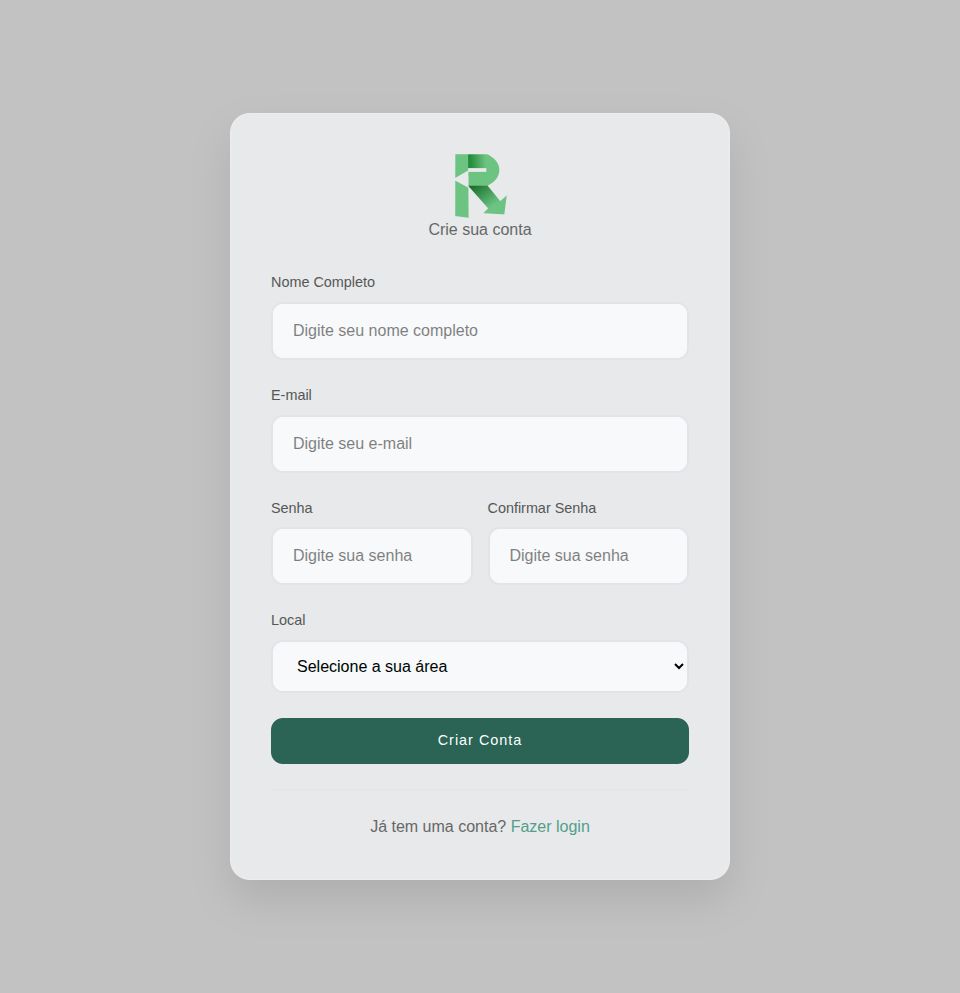 Crie sua conta
Nome Completo
Digite seu nome completo
E-mail
Digite seu e-mail
Senha
Confirmar Senha
Digite sua senha
Digite sua senha
Local
Selecione a sua área
Criar Conta
Já tem uma conta? Fazer login